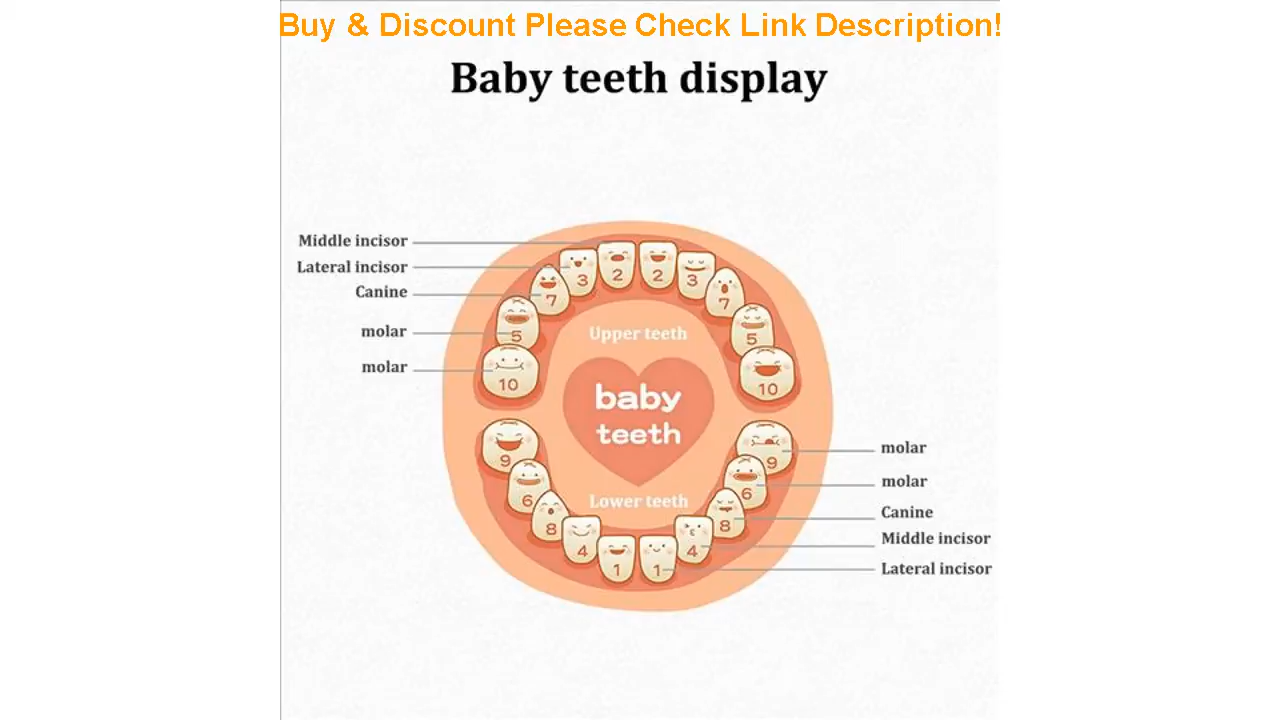 Buy & Discount Please Check Link Description!
Baby teeth display
Middle incisor
Lateral incisor
Canine
molar
molar
2 2
3 3
7 7
5 5
10 10
Upper teeth
baby
teeth
Lower teeth
9 9
6 6
8 8
4 4
1 1
molar
molar
Canine
Middle incisor
Lateral incisor